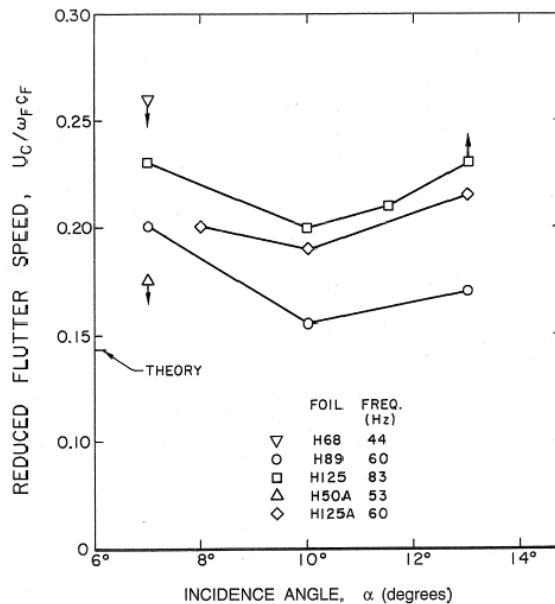 REDUCED FLUTTER SPEED, U_C/ω_F c_F
0.30
0.25
0.20
0.15
0.10
0
THEORY
FOIL FREQ.
(Hz)
▽ H68 44
○ H89 60
□ H125 83
△ H50A 53
◇ H125A 60
6° 8° 10° 12° 14°
INCIDENCE ANGLE, α (degrees)